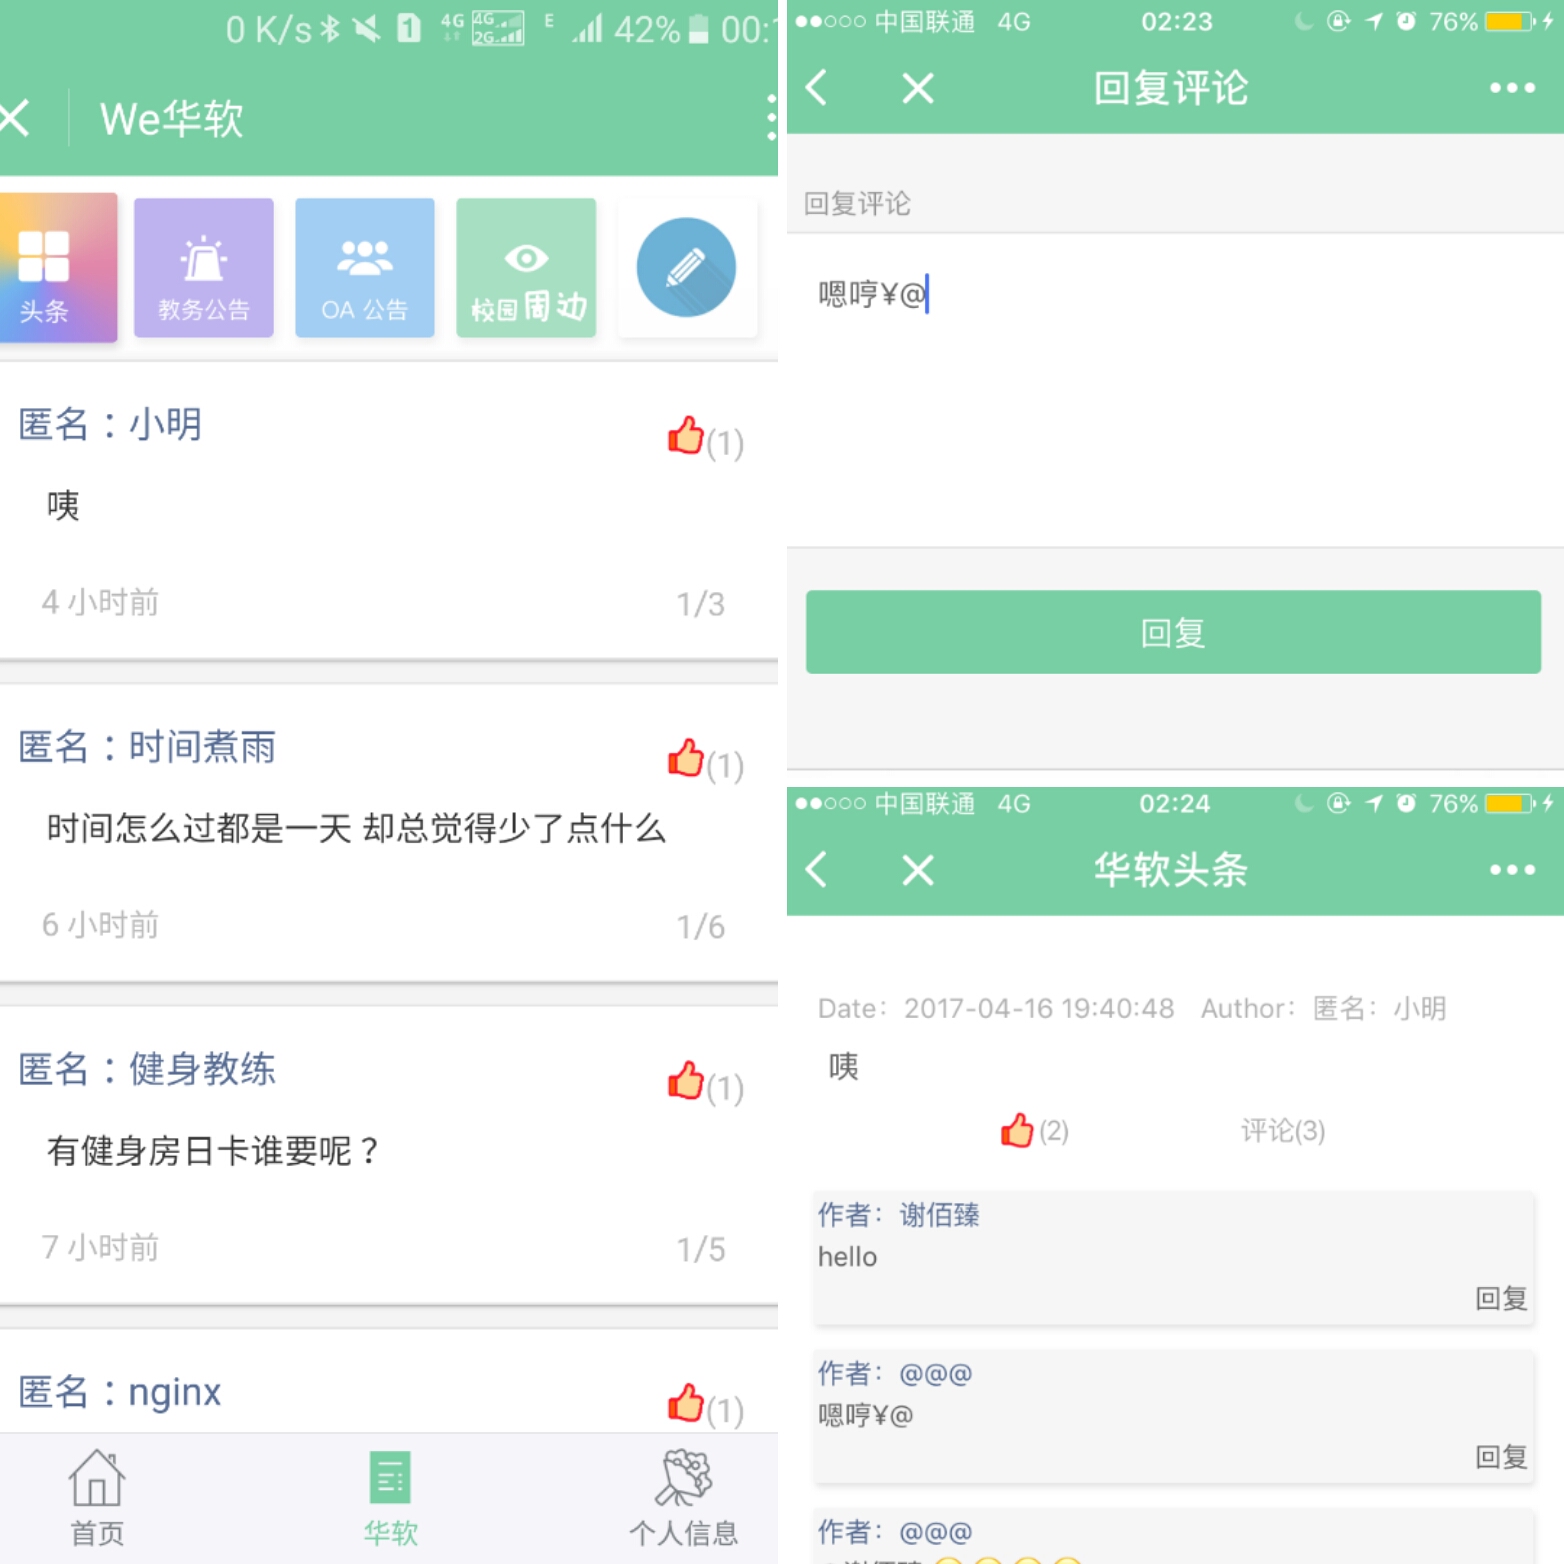 0 K/s 1 4G 4G 2G E 42% 00:
We华软
头条
教务公告
OA 公告
校园周边
匿名：小明
(1)
咦
4 小时前
1/3
匿名：时间煮雨
(1)
时间怎么过都是一天 却总觉得少了点什么
6 小时前
1/6
匿名：健身教练
(1)
有健身房日卡谁要呢？
7 小时前
1/5
匿名：nginx
(1)
首页
华软
个人信息
中国联通 4G 02:23 76%
回复评论
回复评论
嗯哼¥@
回复
中国联通 4G 02:24 76%
华软头条
Date： 2017-04-16 19:40:48 Author： 匿名：小明
咦
(2)
评论(3)
作者：谢佰臻
hello
回复
作者：@@@
嗯哼¥@
回复
作者：@@@